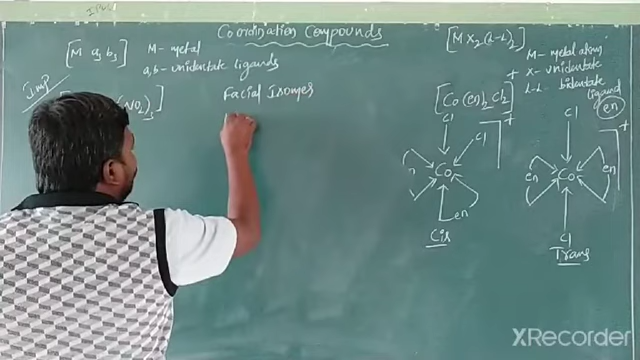 Coordination Compounds
[M a3 b3]
M - metal
a,b - unidentate ligands
Imp
(NO2)3]
Facial Isomer
[M X2 (L-L)2]
M - metal atom
X - unidentate
L-L - bidentate ligand
en
[Co (en)2 Cl2]+
Cl
Cl
Co
en
Cis
+
Cl
en
Co
en
Cl
Trans
+
XRecorder